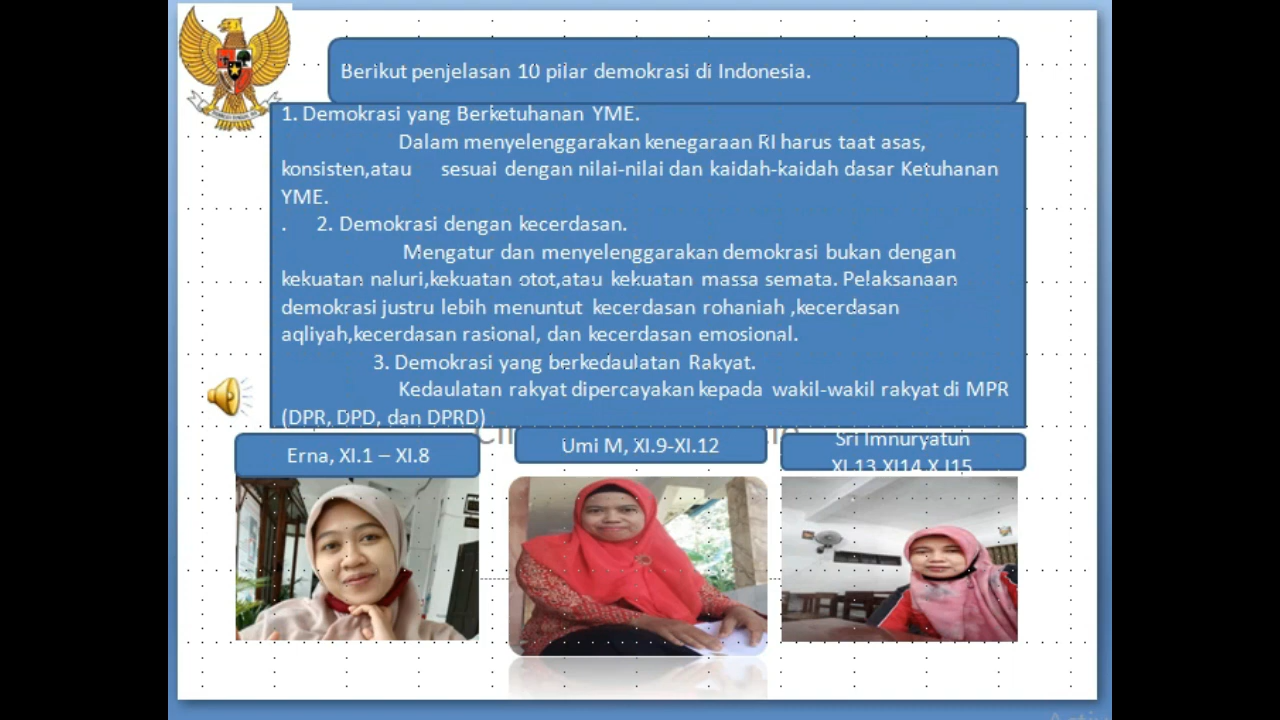 Berikut penjelasan 10 pilar demokrasi di Indonesia.
1. Demokrasi yang Berketuhanan YME.
Dalam menyelenggarakan kenegaraan RI harus taat asas,
konsisten,atau sesuai dengan nilai-nilai dan kaidah-kaidah dasar Ketuhanan
YME.
. 2. Demokrasi dengan kecerdasan.
Mengatur dan menyelenggarakan demokrasi bukan dengan
kekuatan naluri,kekuatan otot,atau kekuatan massa semata. Pelaksanaan
demokrasi justru lebih menuntut kecerdasan rohaniah ,kecerdasan
aqliyah,kecerdasan rasional, dan kecerdasan emosional.
3. Demokrasi yang berkedaulatan Rakyat.
Kedaulatan rakyat dipercayakan kepada wakil-wakil rakyat di MPR
(DPR, DPD, dan DPRD)
Erna, XI.1 – XI.8
Umi M, XI.9-XI.12
Sri Imnuryatun
XI.13,XI14,X.I15